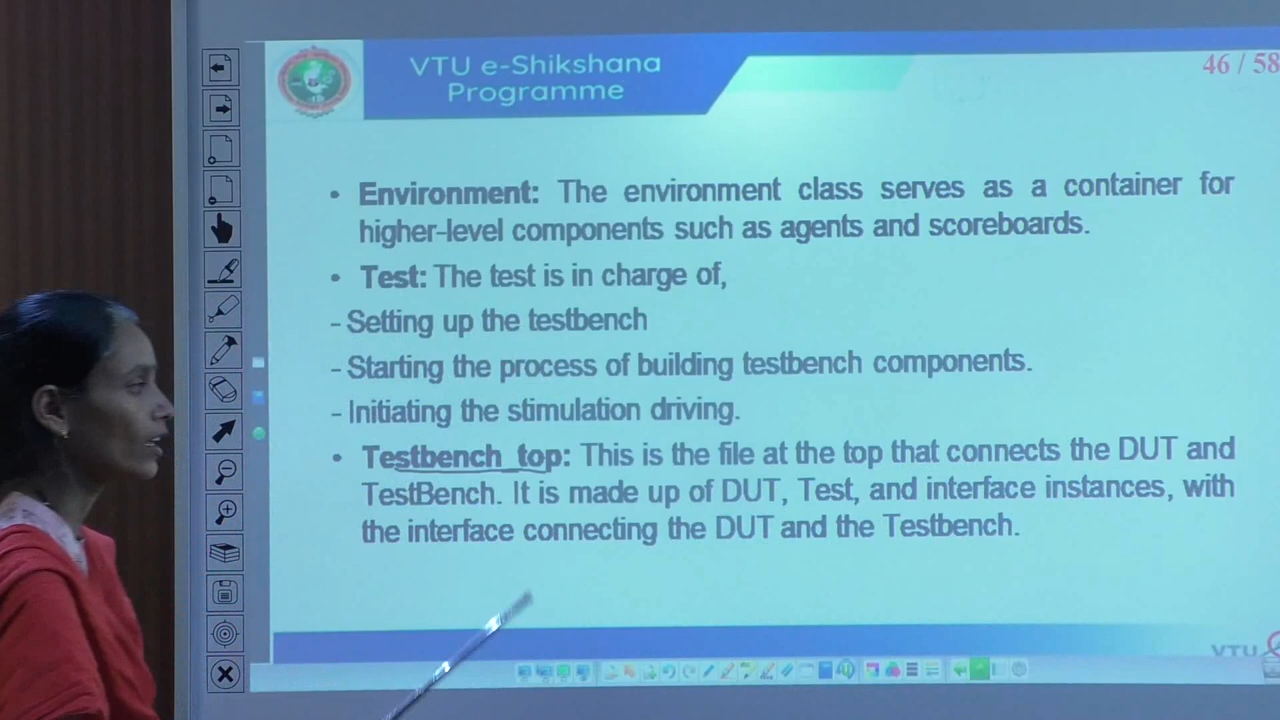 VTU e-Shikshana
Programme
46 / 58
• Environment: The environment class serves as a container for
higher-level components such as agents and scoreboards.
• Test: The test is in charge of,
- Setting up the testbench
- Starting the process of building testbench components.
- Initiating the stimulation driving.
• Testbench_top: This is the file at the top that connects the DUT and
TestBench. It is made up of DUT, Test, and interface instances, with
the interface connecting the DUT and the Testbench.
VTU